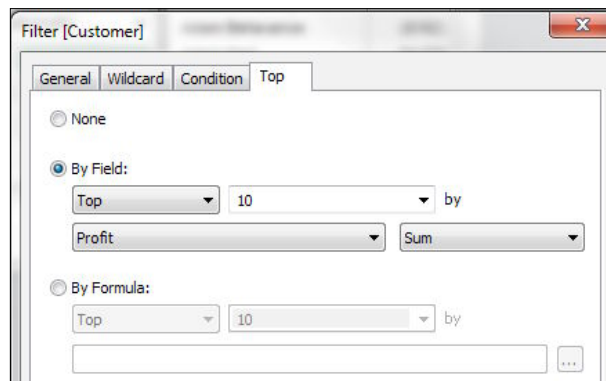 Filter [Customer]
General Wildcard Condition Top
None
By Field:
Top 10 by
Profit Sum
By Formula:
Top 10 by
...